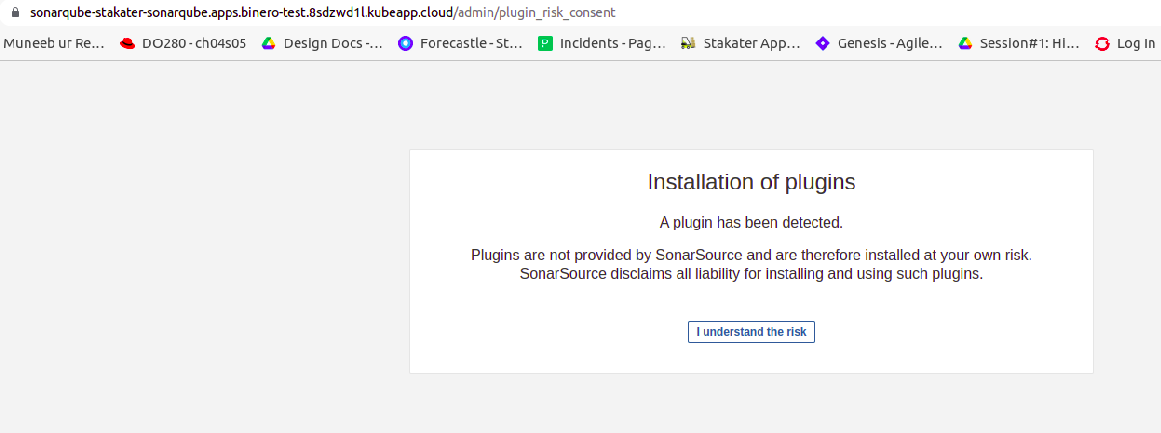 sonarqube-stakater-sonarqube.apps.binero-test.8sdzwd1l.kubeapp.cloud/admin/plugin_risk_consent
Muneeb ur Re... DO280 - ch04s05 Design Docs -... Forecastle - St... Incidents - Pag... Stakater App... Genesis - Agile... Session#1: Hi... Log In
Installation of plugins
A plugin has been detected.
Plugins are not provided by SonarSource and are therefore installed at your own risk.
SonarSource disclaims all liability for installing and using such plugins.
I understand the risk